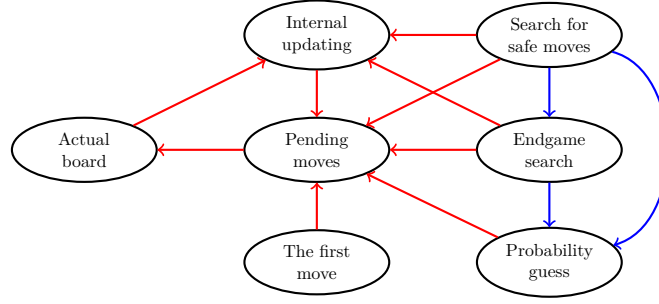 Internal
updating
Search for
safe moves
Actual
board
Pending
moves
Endgame
search
The first
move
Probability
guess